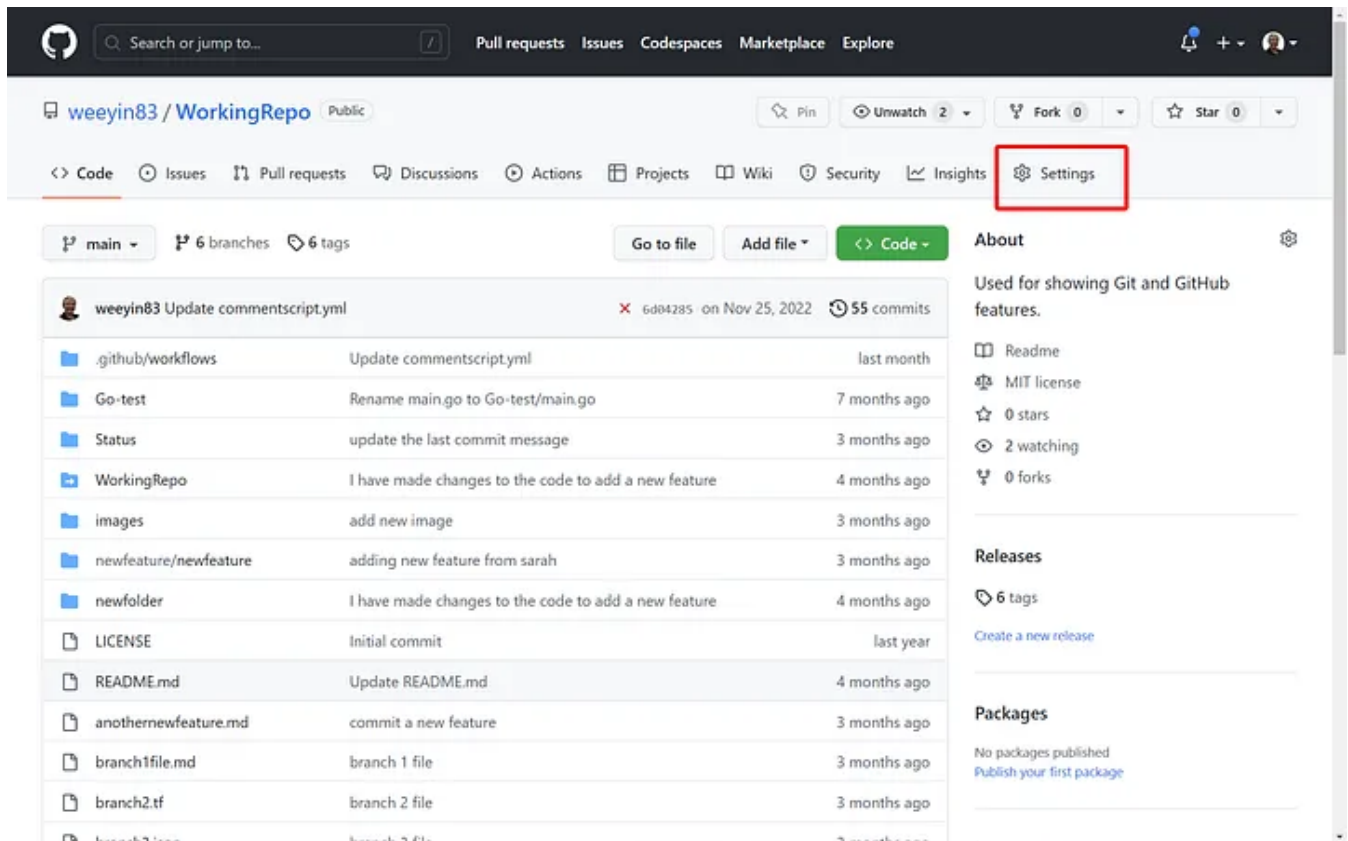 Search or jump to... / Pull requests Issues Codespaces Marketplace Explore
weeyin83 / WorkingRepo Public Pin Unwatch 2 Fork 0 Star 0
<> Code Issues Pull requests Discussions Actions Projects Wiki Security Insights Settings
main 6 branches 6 tags Go to file Add file <> Code
About
Used for showing Git and GitHub
features.
weeyin83 Update commentscript.yml 6d04285 on Nov 25, 2022 55 commits
.github/workflows Update commentscript.yml last month
Go-test Rename main.go to Go-test/main.go 7 months ago
Status update the last commit message 3 months ago
WorkingRepo I have made changes to the code to add a new feature 4 months ago
images add new image 3 months ago
newfeature/newfeature adding new feature from sarah 3 months ago
newfolder I have made changes to the code to add a new feature 4 months ago
LICENSE Initial commit last year
README.md Update README.md 4 months ago
anothernewfeature.md commit a new feature 3 months ago
branch1file.md branch 1 file 3 months ago
branch2.tf branch 2 file 3 months ago
Readme
MIT license
0 stars
2 watching
0 forks
Releases
6 tags
Create a new release
Packages
No packages published
Publish your first package